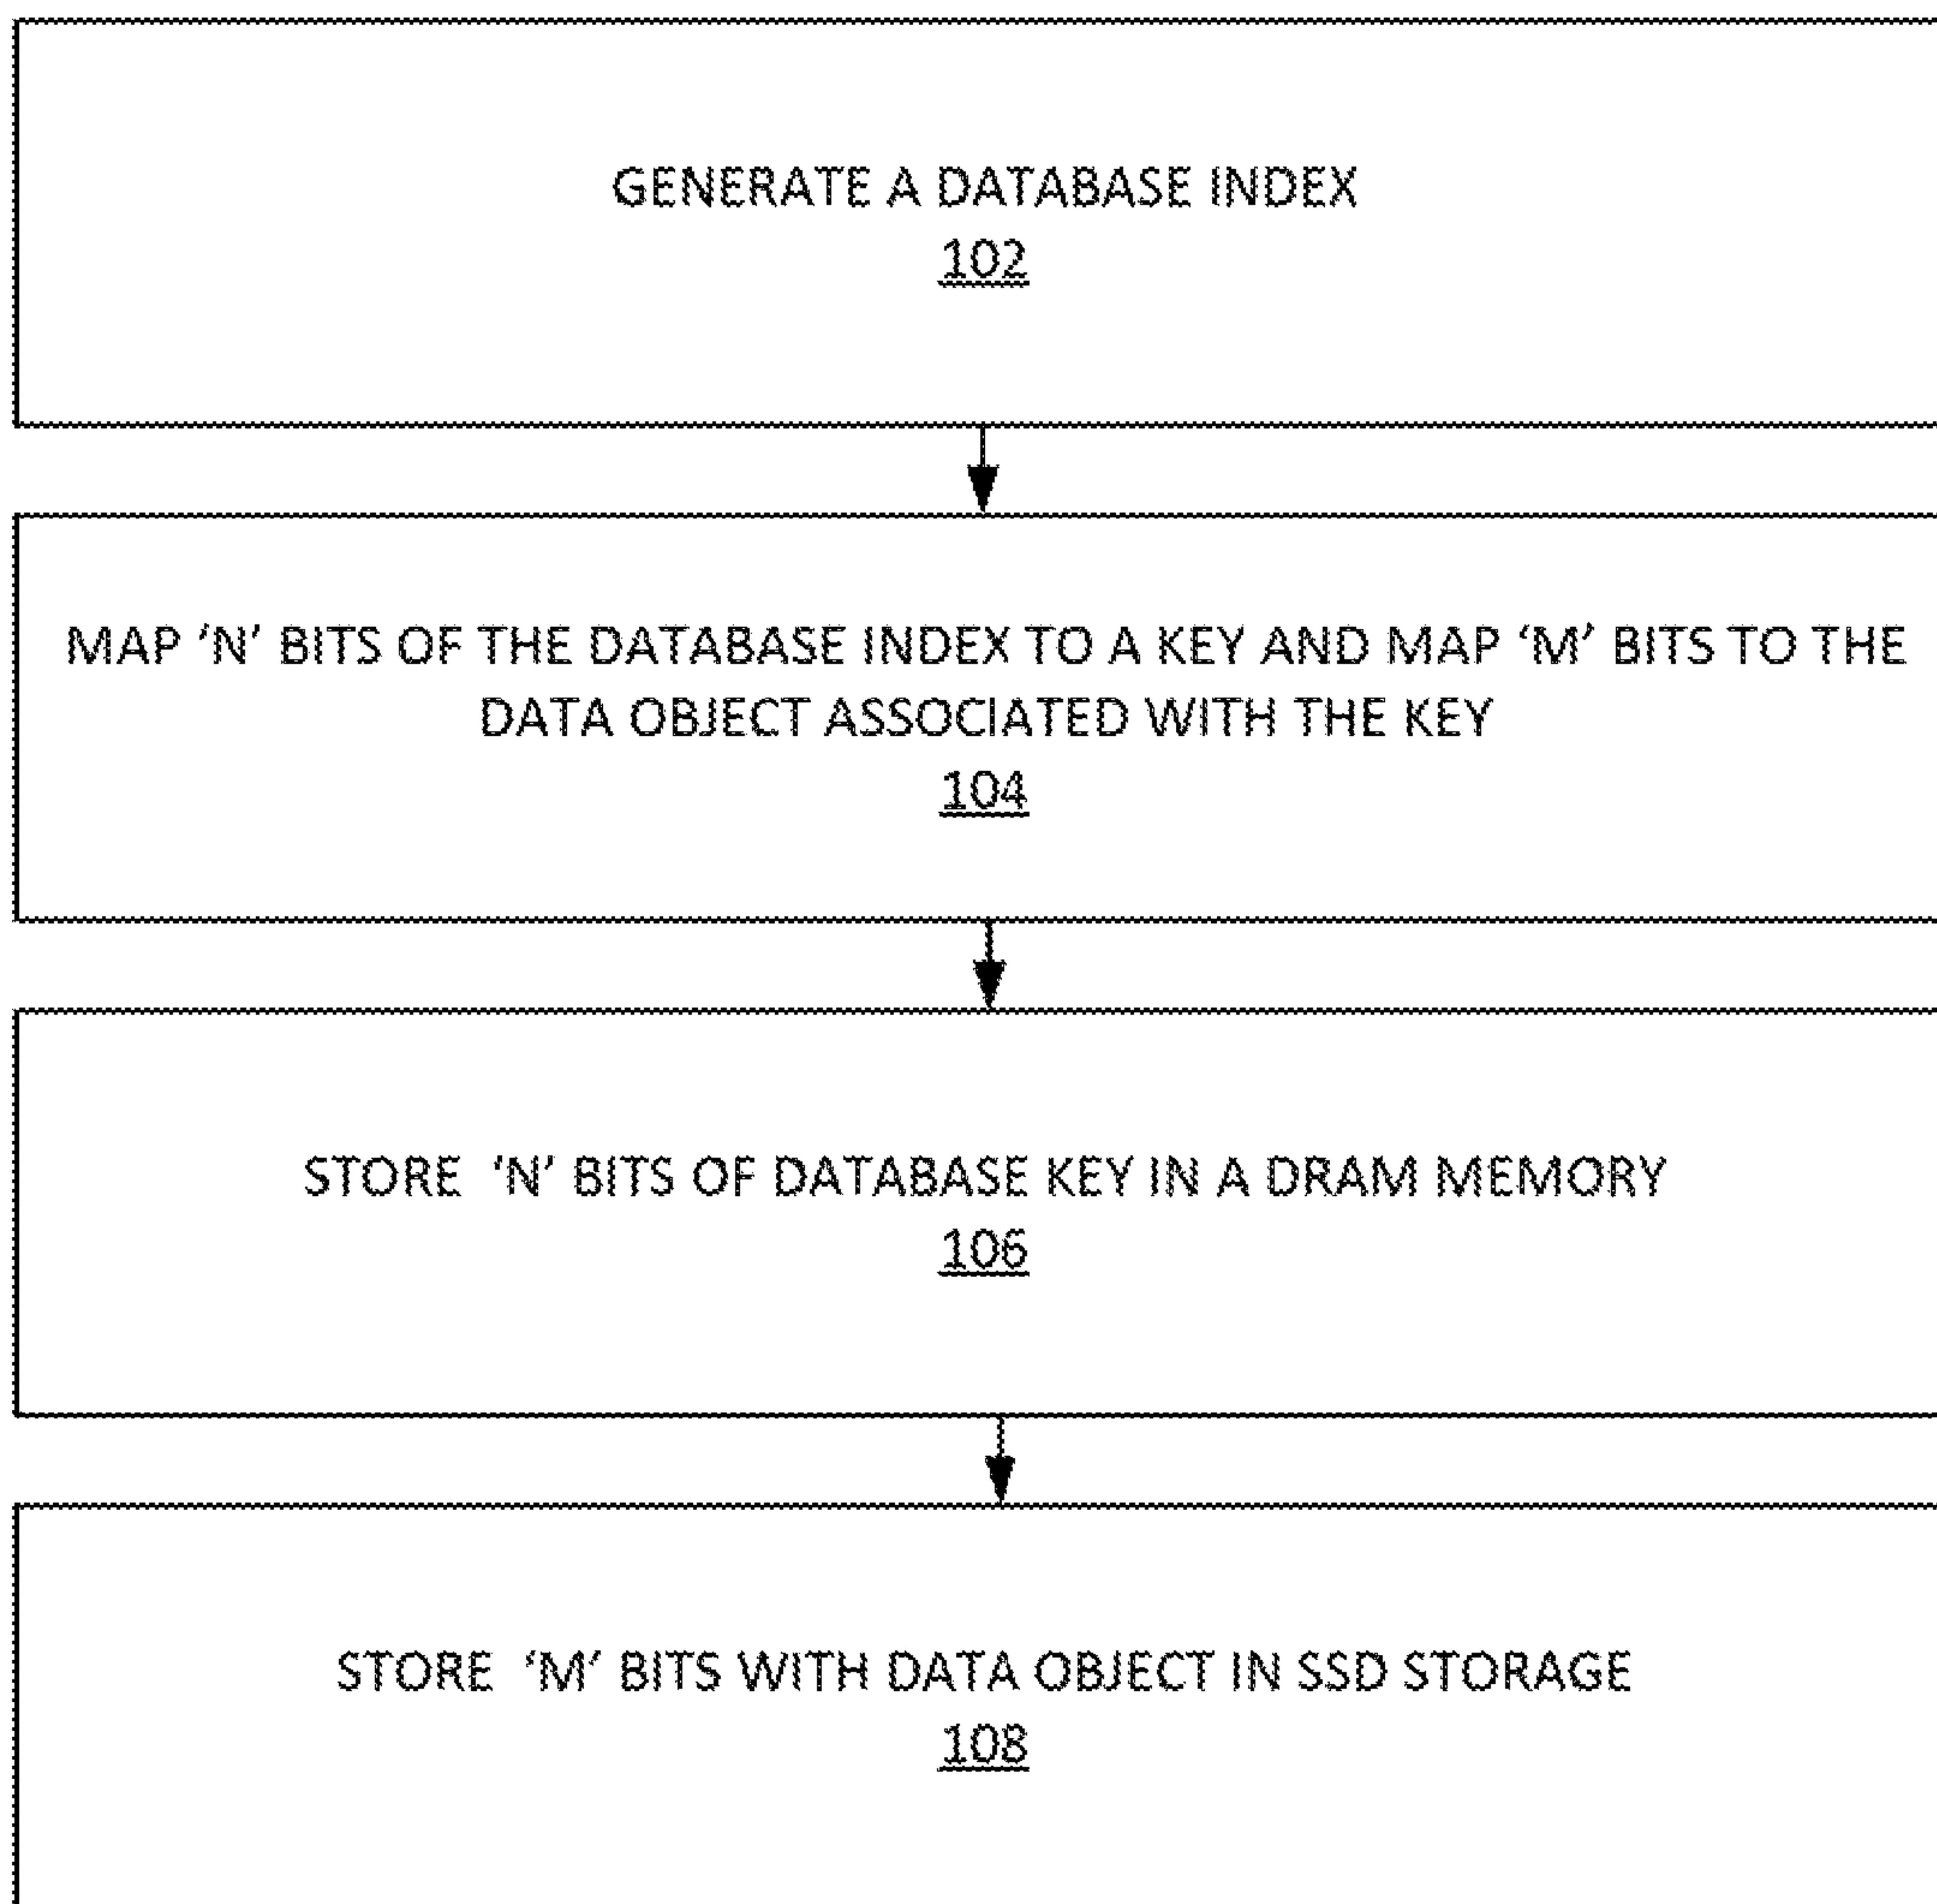 GENERATE A DATABASE INDEX
102
MAP ‘N’ BITS OF THE DATABASE INDEX TO A KEY AND MAP ‘M’ BITS TO THE
DATA OBJECT ASSOCIATED WITH THE KEY
104
STORE ‘N’ BITS OF DATABASE KEY IN A DRAM MEMORY
106
STORE ‘M’ BITS WITH DATA OBJECT IN SSD STORAGE
108